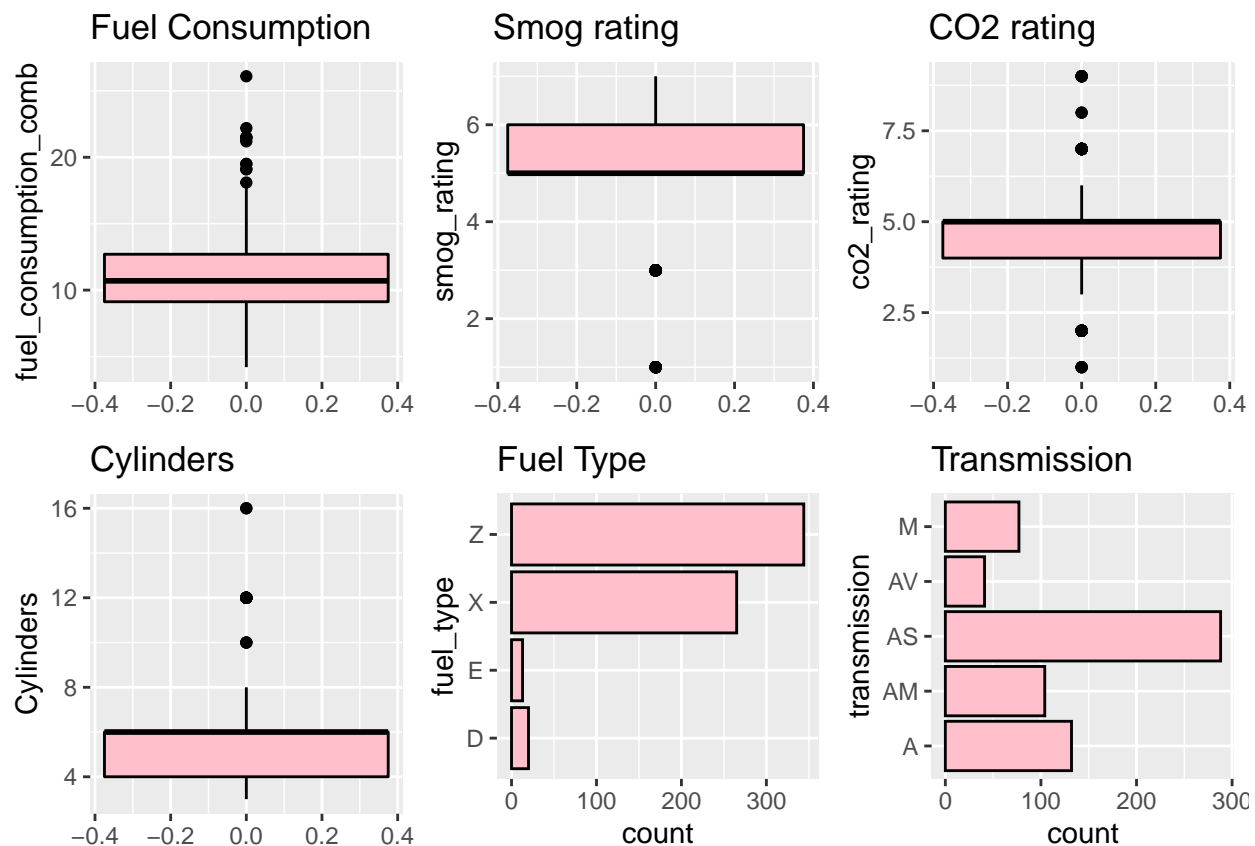 Fuel Consumption
fuel_consumption_comb
20
10
−0.4 −0.2 0.0 0.2 0.4
Smog rating
smog_rating
6
4
2
−0.4 −0.2 0.0 0.2 0.4
CO2 rating
co2_rating
7.5
5.0
2.5
−0.4 −0.2 0.0 0.2 0.4
Cylinders
Cylinders
16
12
8
4
−0.4 −0.2 0.0 0.2 0.4
Fuel Type
fuel_type
Z
X
E
D
0 100 200 300
count
Transmission
transmission
M
AV
AS
AM
A
0 100 200 300
count